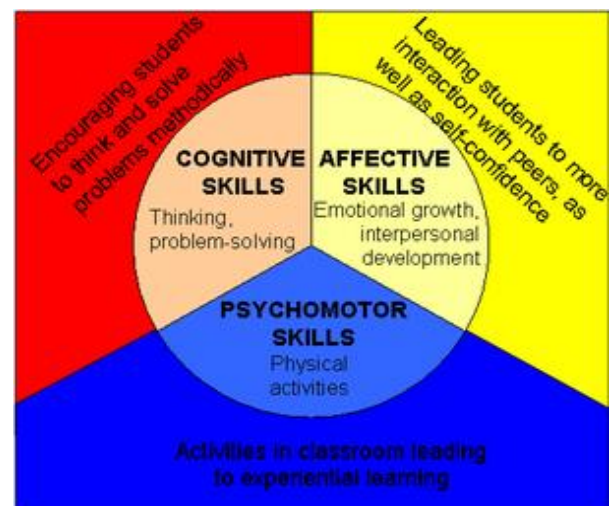 Encouraging students
to think and solve
problems methodically
Leading students to more
interaction with peers, as
well as self-confidence
COGNITIVE
SKILLS
Thinking,
problem-solving
AFFECTIVE
SKILLS
Emotional growth,
interpersonal
development
PSYCHOMOTOR
SKILLS
Physical
activities
Activities in classroom leading
to experiential learning